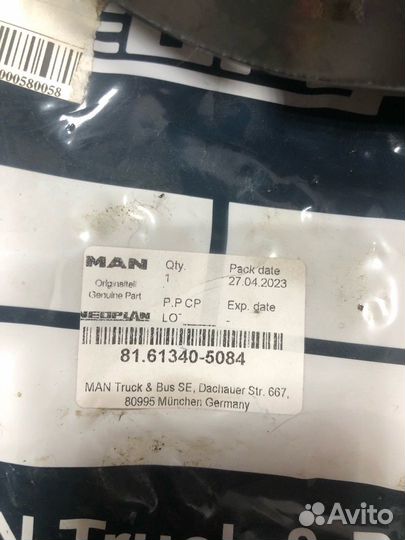 000580058
MAN
Qty.
1
Pack date
27.04.2023
Originalteil
Genuine Part
P.P CP
Exp. date
NEOPLAN
LO
-
81.61340-5084
MAN Truck & Bus SE, Dachauer Str. 667,
80995 München Germany
N Truck & B
Avito